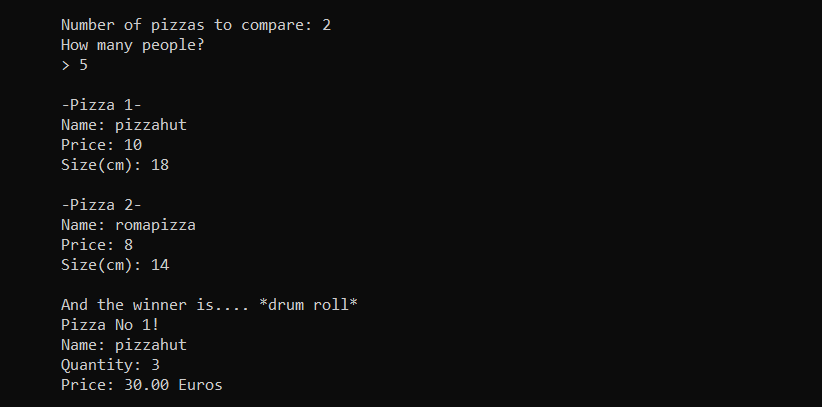 Number of pizzas to compare: 2
How many people?
> 5
-Pizza 1-
Name: pizzahut
Price: 10
Size(cm): 18
-Pizza 2-
Name: romapizza
Price: 8
Size(cm): 14
And the winner is.... *drum roll*
Pizza No 1!
Name: pizzahut
Quantity: 3
Price: 30.00 Euros